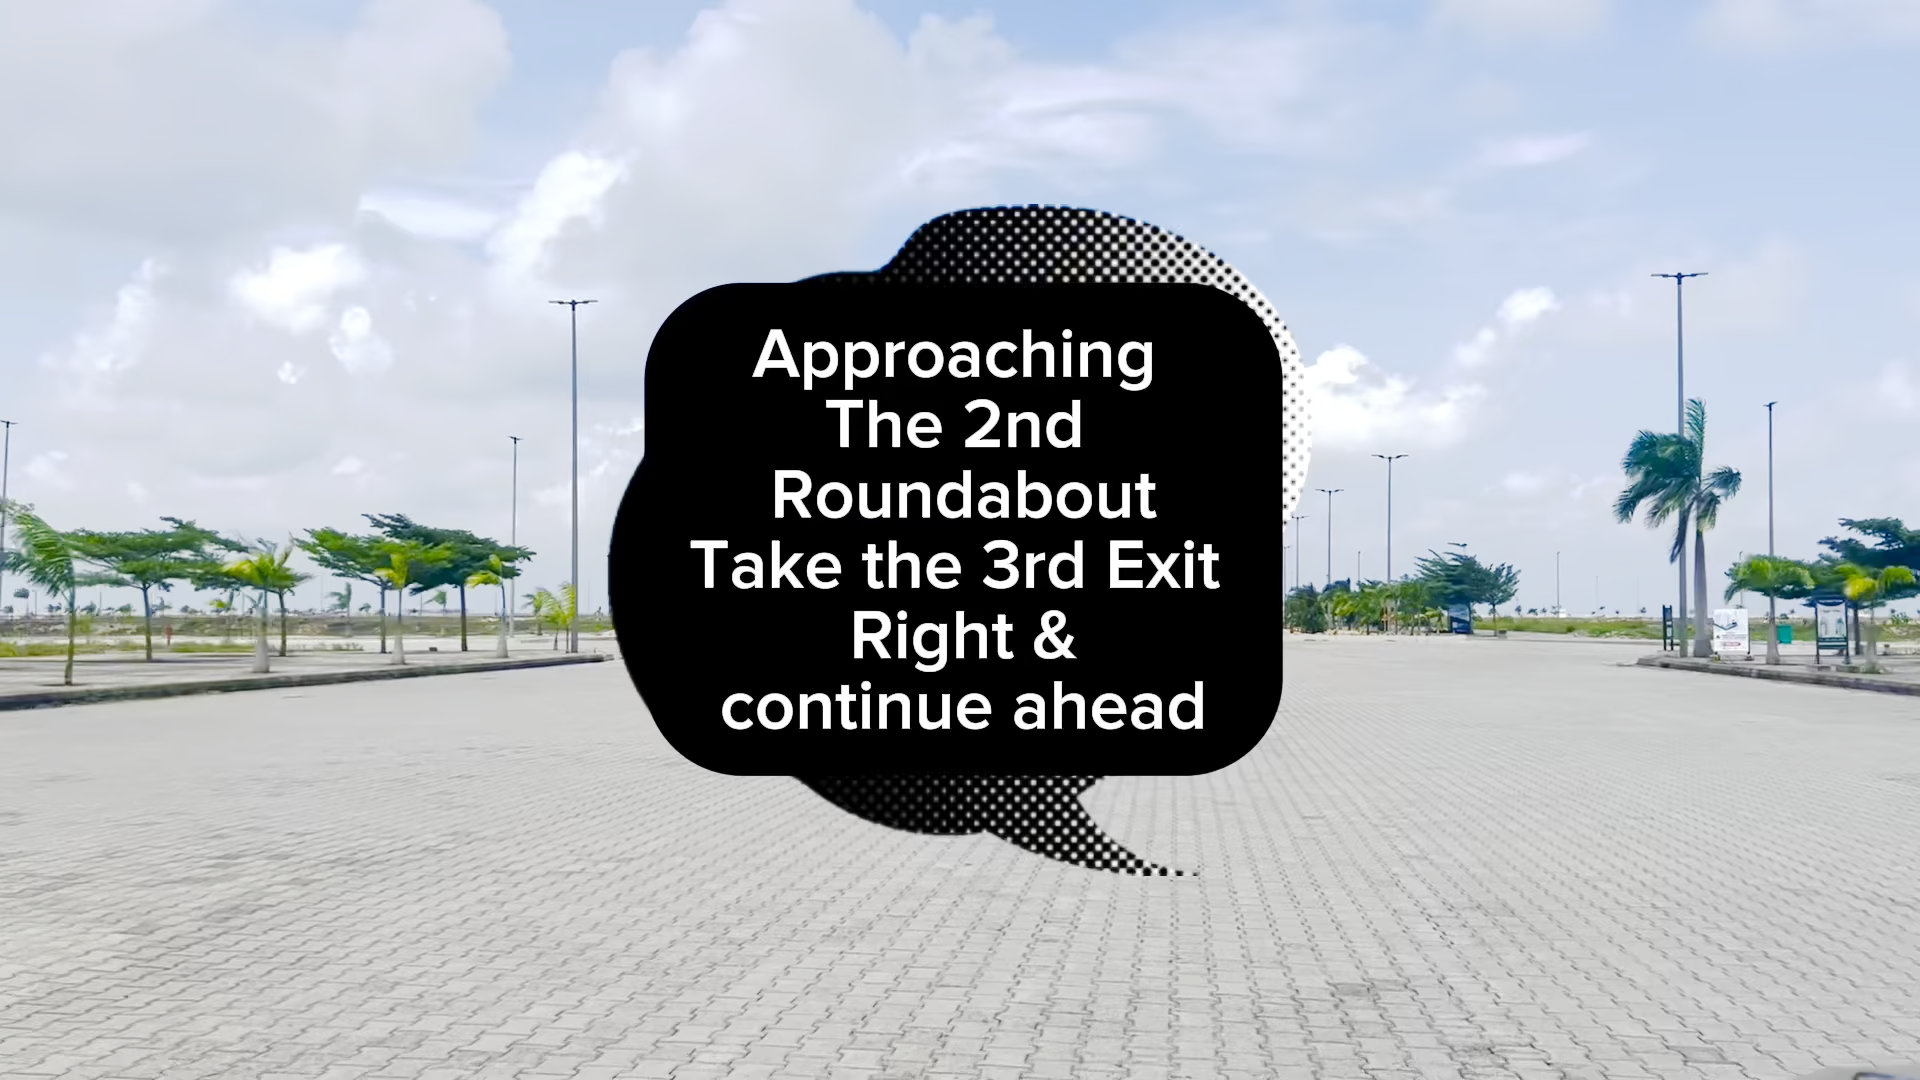 Approaching
The 2nd
Roundabout
Take the 3rd Exit
Right &
continue ahead